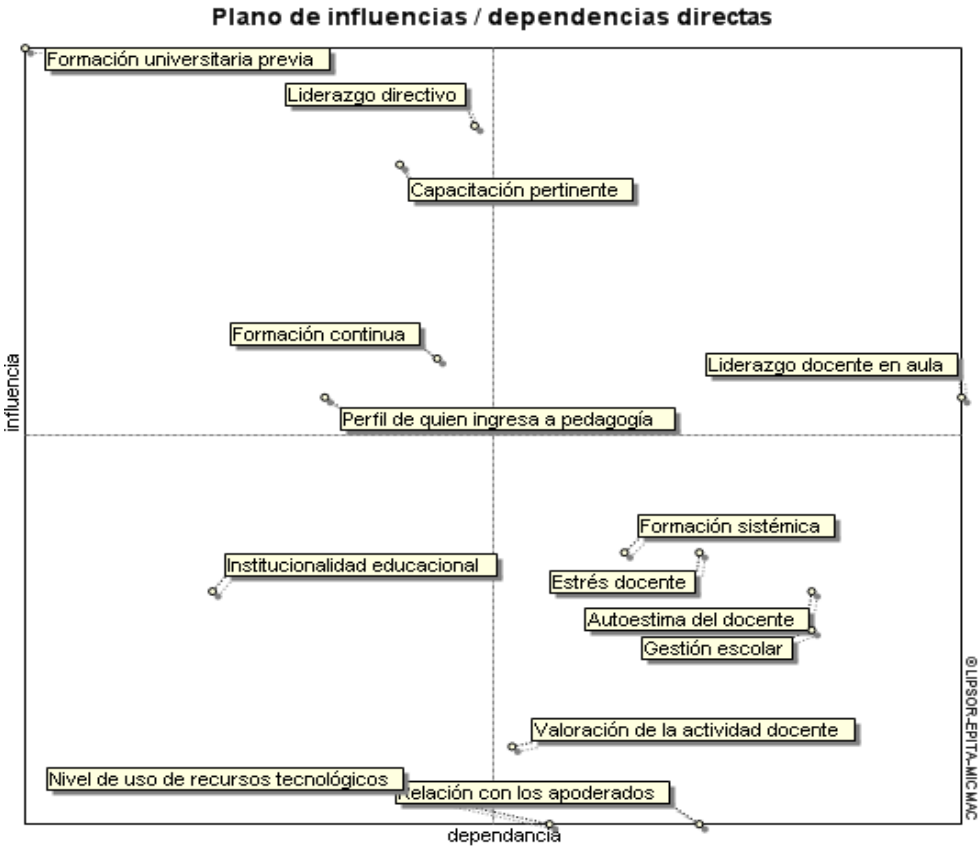 Plano de influencias / dependencias directas
Formación universitaria previa
Liderazgo directivo
Capacitación pertinente
Formación continua
Liderazgo docente en aula
influencia
Perfil de quien ingresa a pedagogía
Formación sistémica
Institucionalidad educacional
Estrés docente
Autoestima del docente
Gestión escolar
© LIPSOR-EPITA-MICMAC
Valoración de la actividad docente
Nivel de uso de recursos tecnológicos
Relación con los apoderados
dependancia